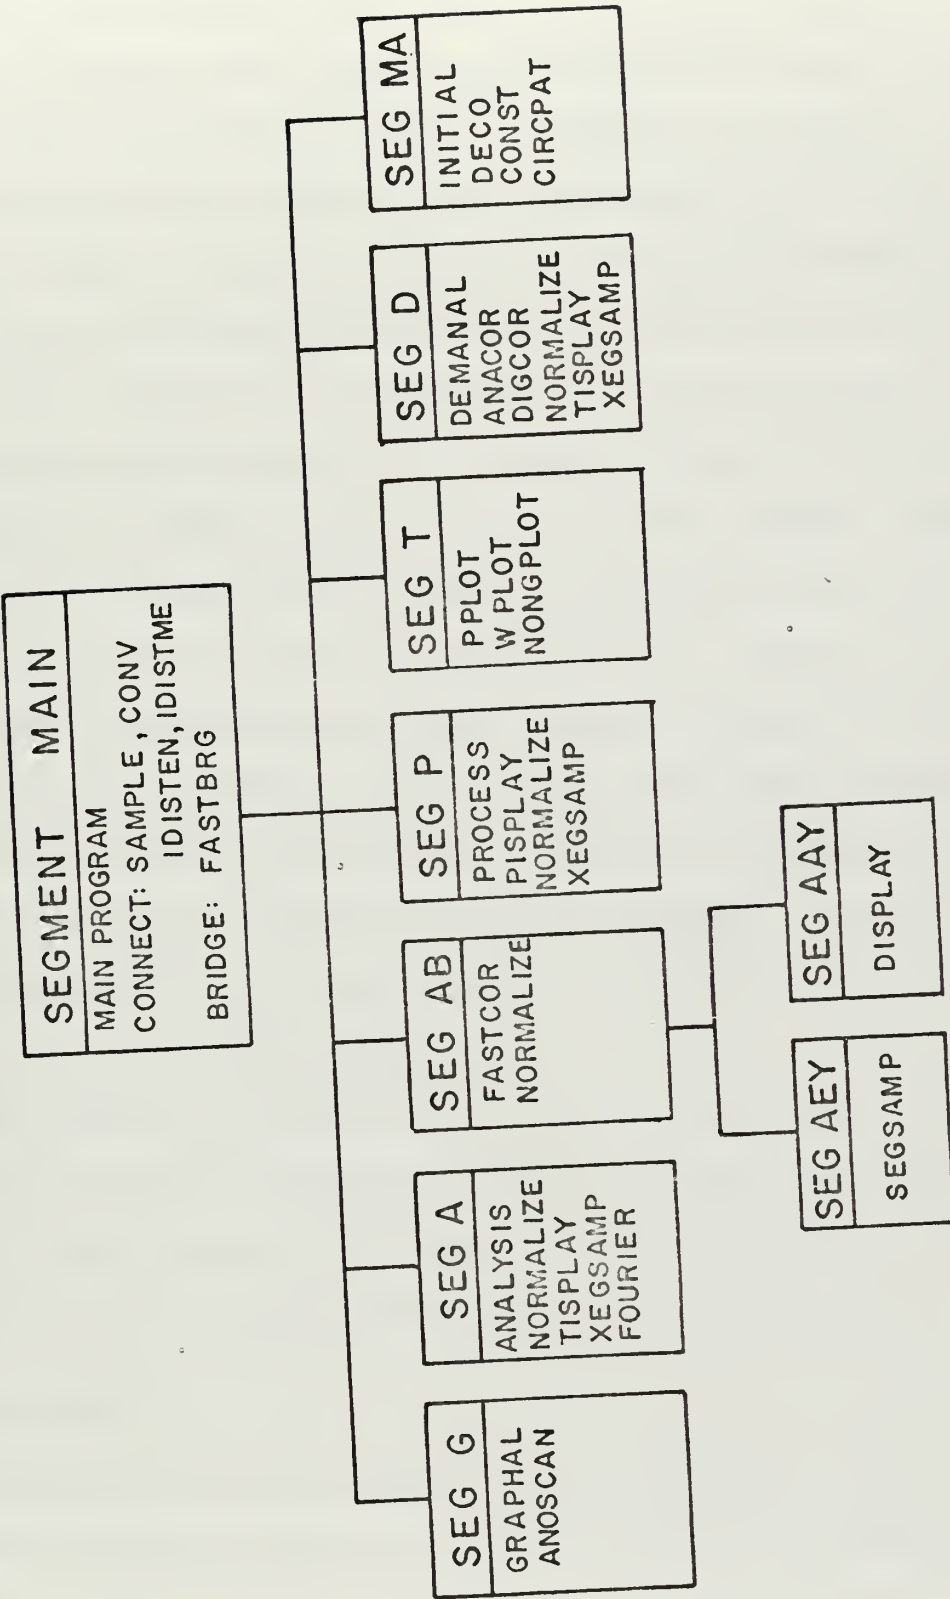 SEGMENT MAIN
MAIN PROGRAM
CONNECT: SAMPLE, CONV
IDISTEN, IDISTME
BRIDGE: FASTBRG
SEG G
GRAPHAL
ANOSCAN
SEG A
ANALYSIS
NORMALIZE
TISPLAY
XEGSAMP
FOURIER
SEG AB
FASTCOR
NORMALIZE
SEG P
PROCESS
PISPLAY
NORMALIZE
XEGSAMP
SEG T
PPLOT
W PLOT
NONGPLOT
SEG D
DEMANAL
ANACOR
DIGCOR
NORMALIZE
TISPLAY
XEGSAMP
SEG MA
INITIAL
DECO
CONST
CIRCPAT
SEG AEY
SEGSAMP
SEG AAY
DISPLAY